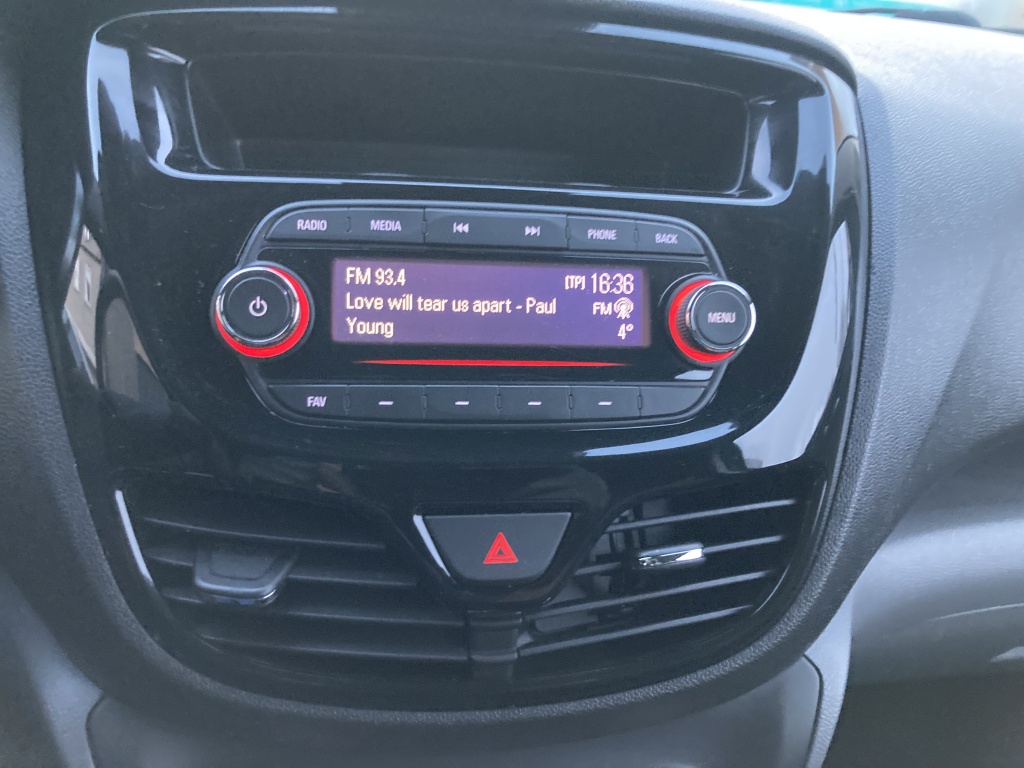 RADIO MEDIA PHONE BACK
FM 93.4 [TP] 16:36
Love will tear us apart - Paul FM
Young 4°
MENU
FAV